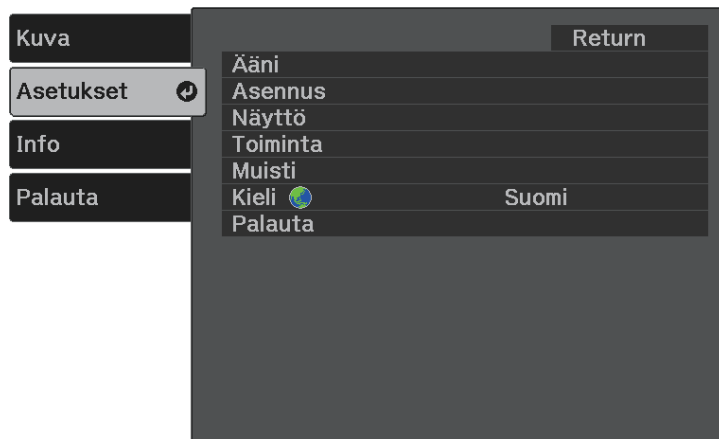 Kuva
Asetukset
Info
Palauta
Return
Ääni
Asennus
Näyttö
Toiminta
Muisti
Kieli Suomi
Palauta